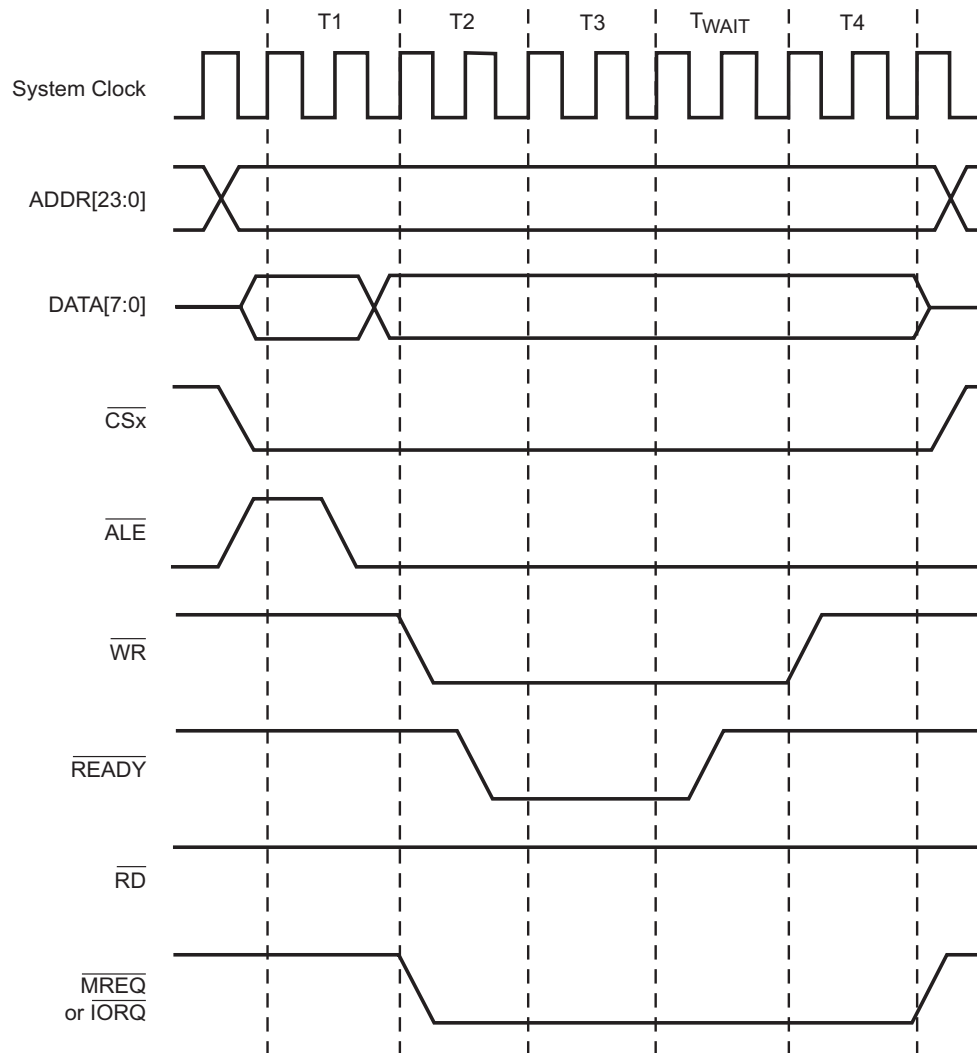 T1 T2 T3 TWAIT T4
System Clock
ADDR[23:0]
DATA[7:0]
CSx
ALE
WR
READY
RD
MREQ
or IORQ